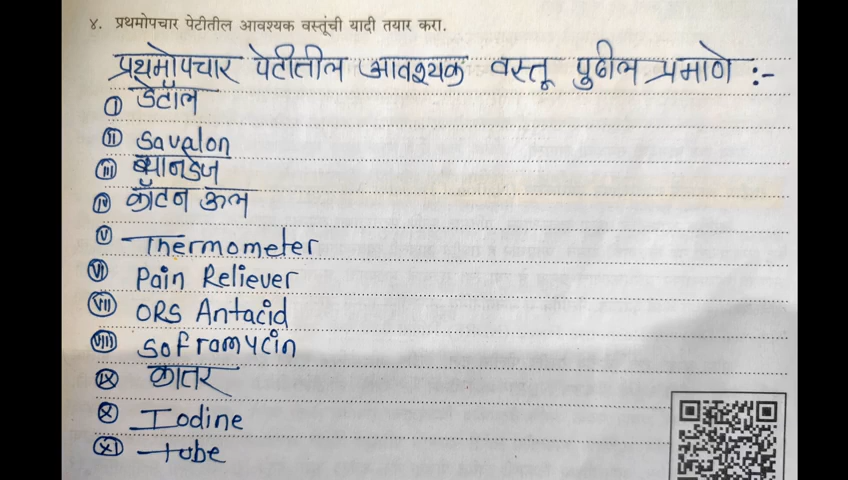 ४. प्रथमोपचार पेटीतील आवश्यक वस्तूंची यादी तयार करा.
प्रथमोपचार पेटीतील आवश्यक वस्तू पुढील प्रमाणे :-
I डेटॉल
II Savalon
III ब्यानडेज
IV कॉटन ऊल
V Thermometer
VI Pain Reliever
VII ORS Antacid
VIII Soframycin
IX कातर
X Iodine
XI tube